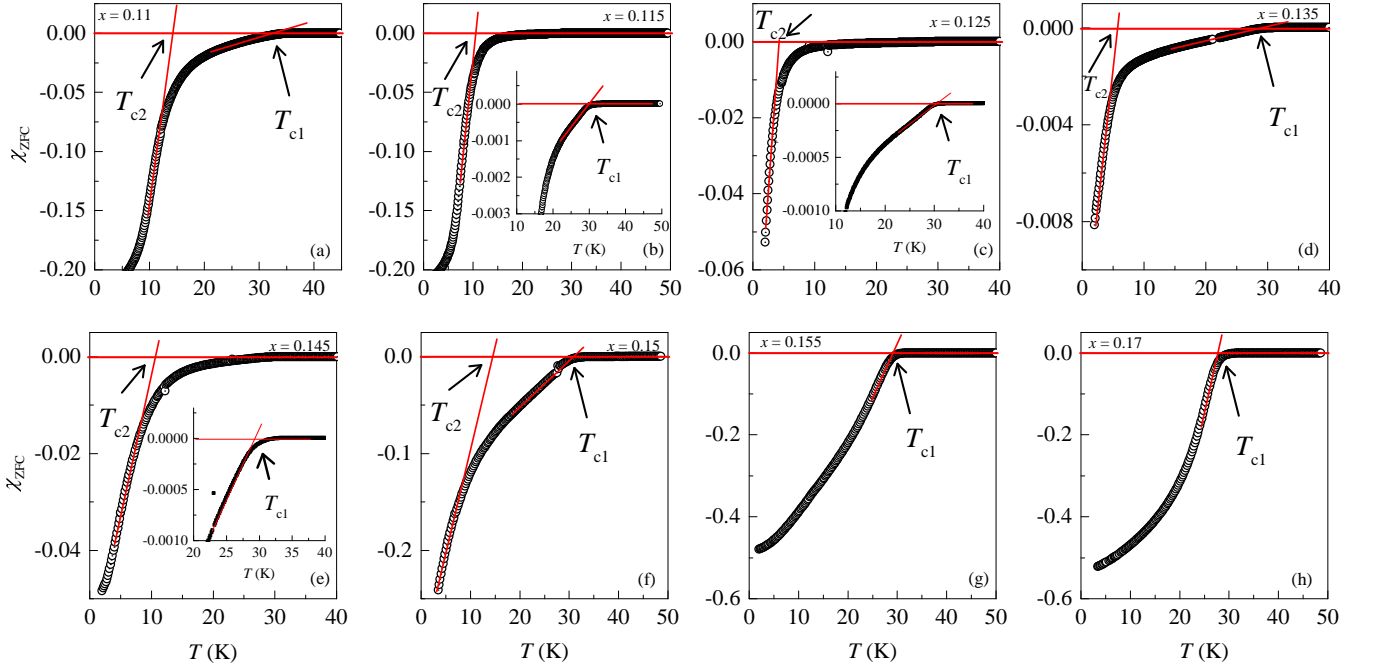 x = 0.11
0.00
-0.05
-0.10
-0.15
-0.20
χZFC
Tc2
Tc1
(a)
0 10 20 30 40
x = 0.115
0.00
-0.05
-0.10
-0.15
-0.20
Tc2
0.000
-0.001
-0.002
-0.003
Tc1
10 20 30 40 50
T (K)
(b)
0 10 20 30 40 50
x = 0.125
Tc2
0.00
-0.02
-0.04
-0.06
0.0000
-0.0005
-0.0010
Tc1
10 20 30 40
T (K)
(c)
0 10 20 30 40 50
x = 0.135
0.000
-0.004
-0.008
Tc2
Tc1
(d)
0 10 20 30 40
x = 0.145
0.00
-0.02
-0.04
χZFC
Tc2
0.0000
-0.0005
-0.0010
Tc1
20 25 30 35 40
T (K)
(e)
0 10 20 30 40
T (K)
x = 0.15
0.0
-0.1
-0.2
Tc2
Tc1
(f)
0 10 20 30 40 50
T (K)
x = 0.155
0.0
-0.2
-0.4
-0.6
Tc1
(g)
0 10 20 30 40 50
T (K)
x = 0.17
0.0
-0.2
-0.4
-0.6
Tc1
(h)
0 10 20 30 40 50
T (K)